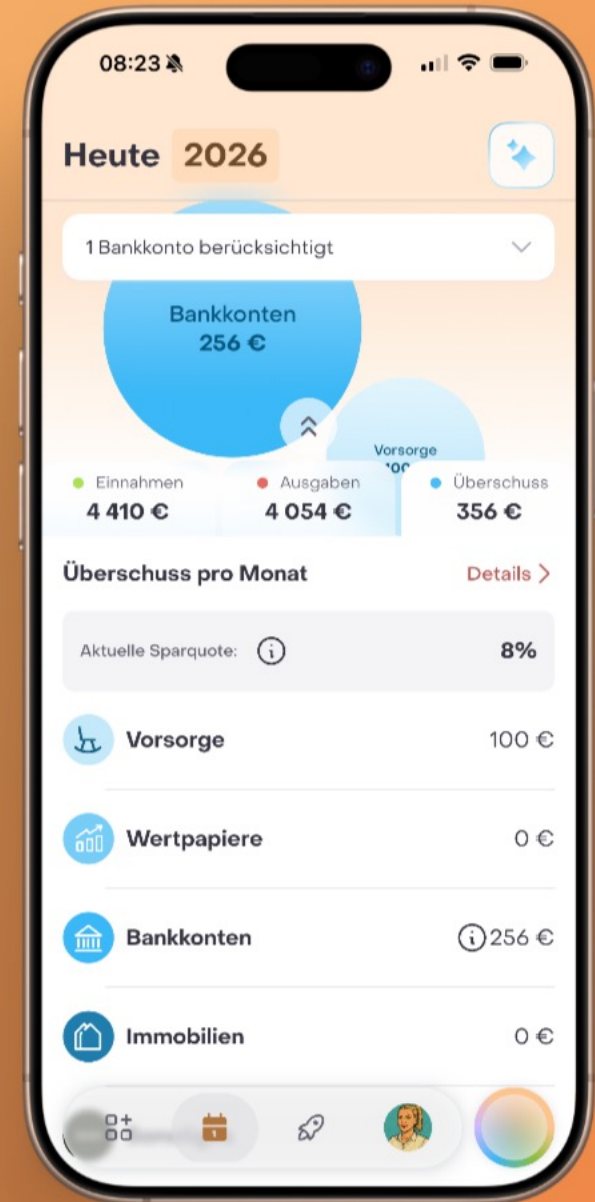 08:23
Heute 2026
1 Bankkonto berücksichtigt
Bankkonten
256 €
Vorsorge
Einnahmen
4 410 €
Ausgaben
4 054 €
Überschuss
356 €
Überschuss pro Monat
Details
Aktuelle Sparquote: i
8%
Vorsorge
100 €
Wertpapiere
0 €
Bankkonten
i 256 €
Immobilien
0 €
1